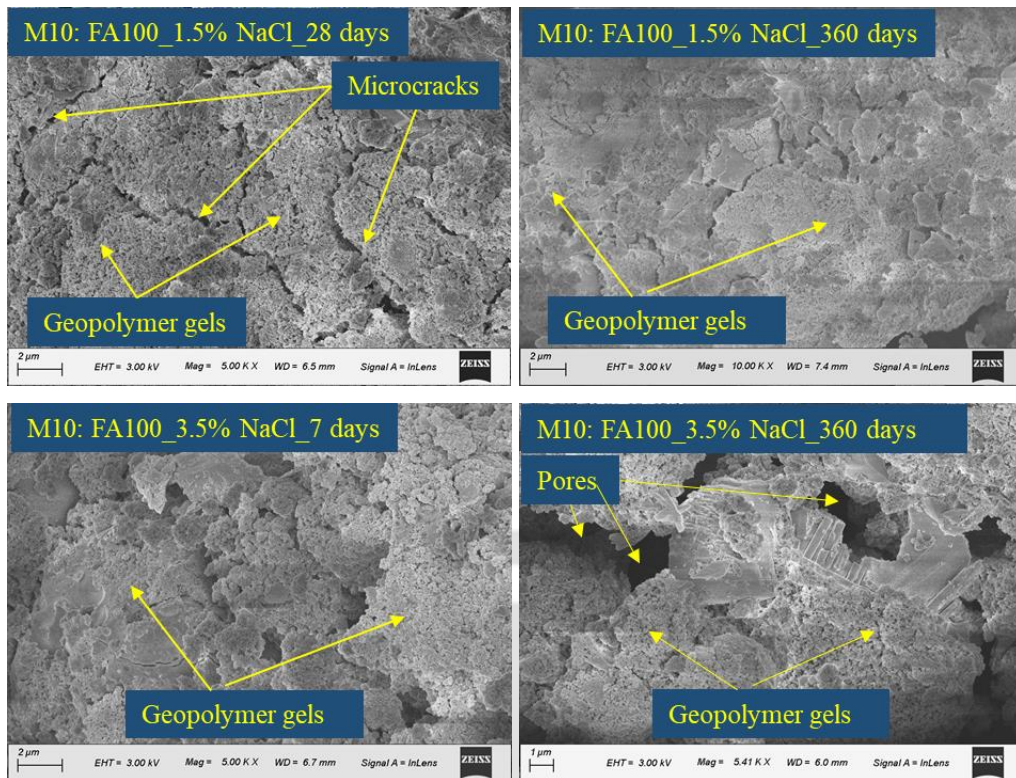 M10: FA100_1.5% NaCl_28 days
Microcracks
Geopolymer gels
2 µm
EHT = 3.00 kV
Mag = 5.00 K X
WD = 6.5 mm
Signal A = InLens
ZEISS
M10: FA100_1.5% NaCl_360 days
Geopolymer gels
2 µm
EHT = 3.00 kV
Mag = 10.00 K X
WD = 7.4 mm
Signal A = InLens
ZEISS
M10: FA100_3.5% NaCl_7 days
Geopolymer gels
2 µm
EHT = 3.00 kV
Mag = 5.00 K X
WD = 6.7 mm
Signal A = InLens
ZEISS
M10: FA100_3.5% NaCl_360 days
Pores
Geopolymer gels
1 µm
EHT = 3.00 kV
Mag = 5.41 K X
WD = 6.0 mm
Signal A = InLens
ZEISS